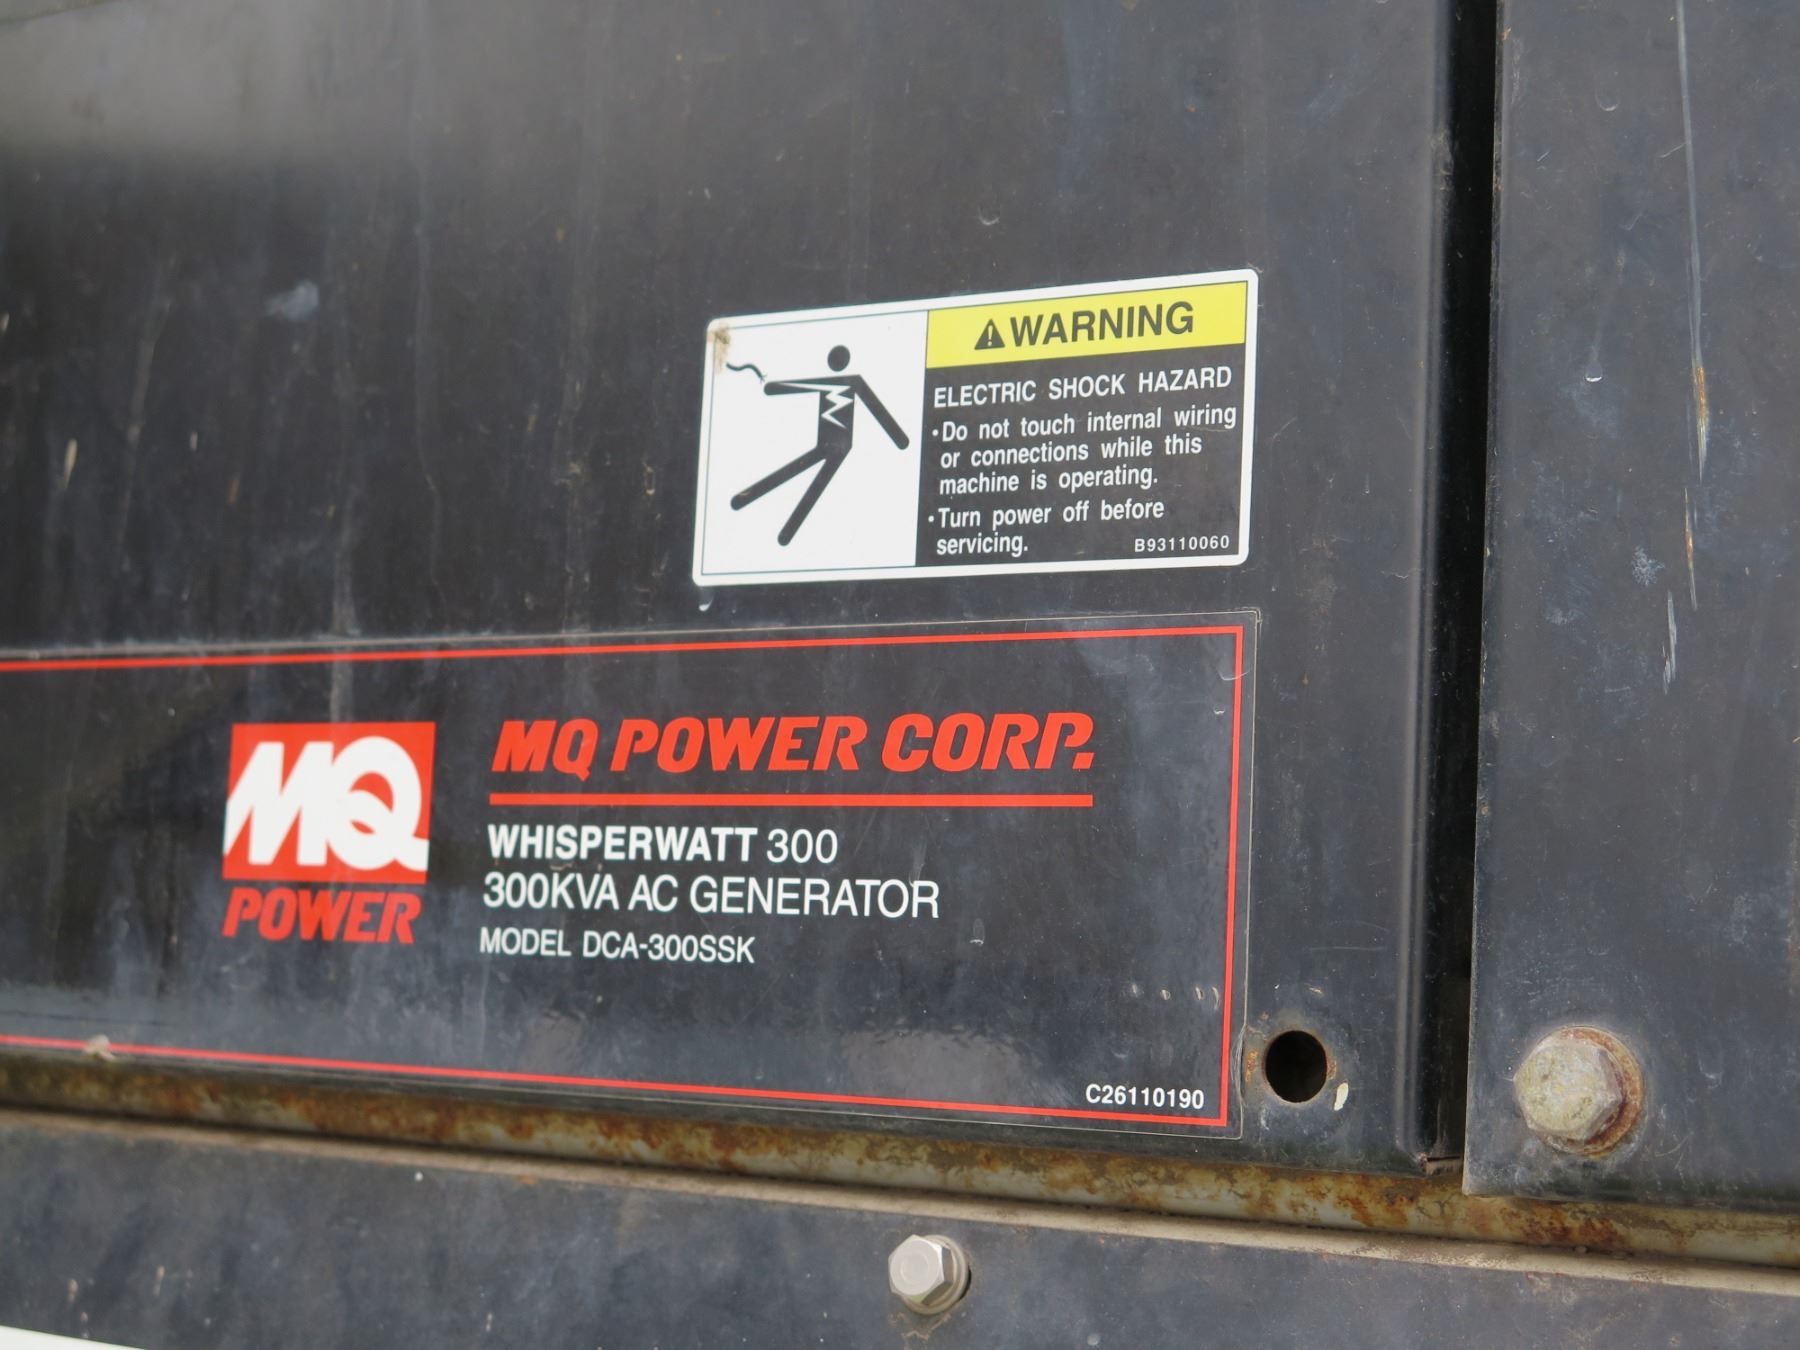 WARNING
ELECTRIC SHOCK HAZARD
•Do not touch internal wiring
or connections while this
machine is operating.
•Turn power off before
servicing.
B93110060
MQ
POWER
MQ POWER CORP.
WHISPERWATT 300
300KVA AC GENERATOR
MODEL DCA-300SSK
C26110190